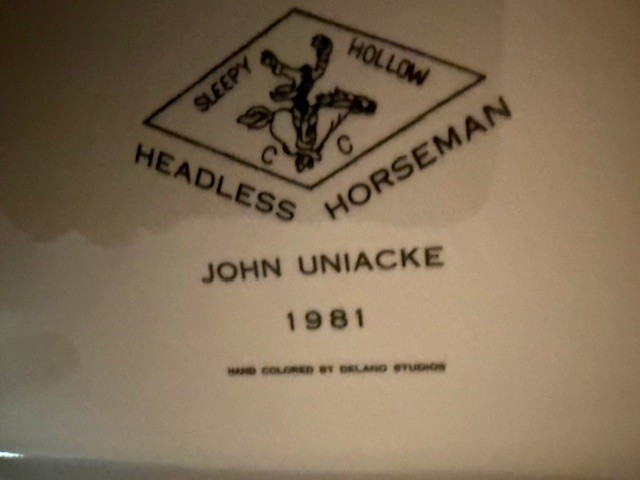 SLEEPY HOLLOW
C C
HEADLESS HORSEMAN
JOHN UNIACKE
1981
HAND COLORED BY DELANO STUDIOS